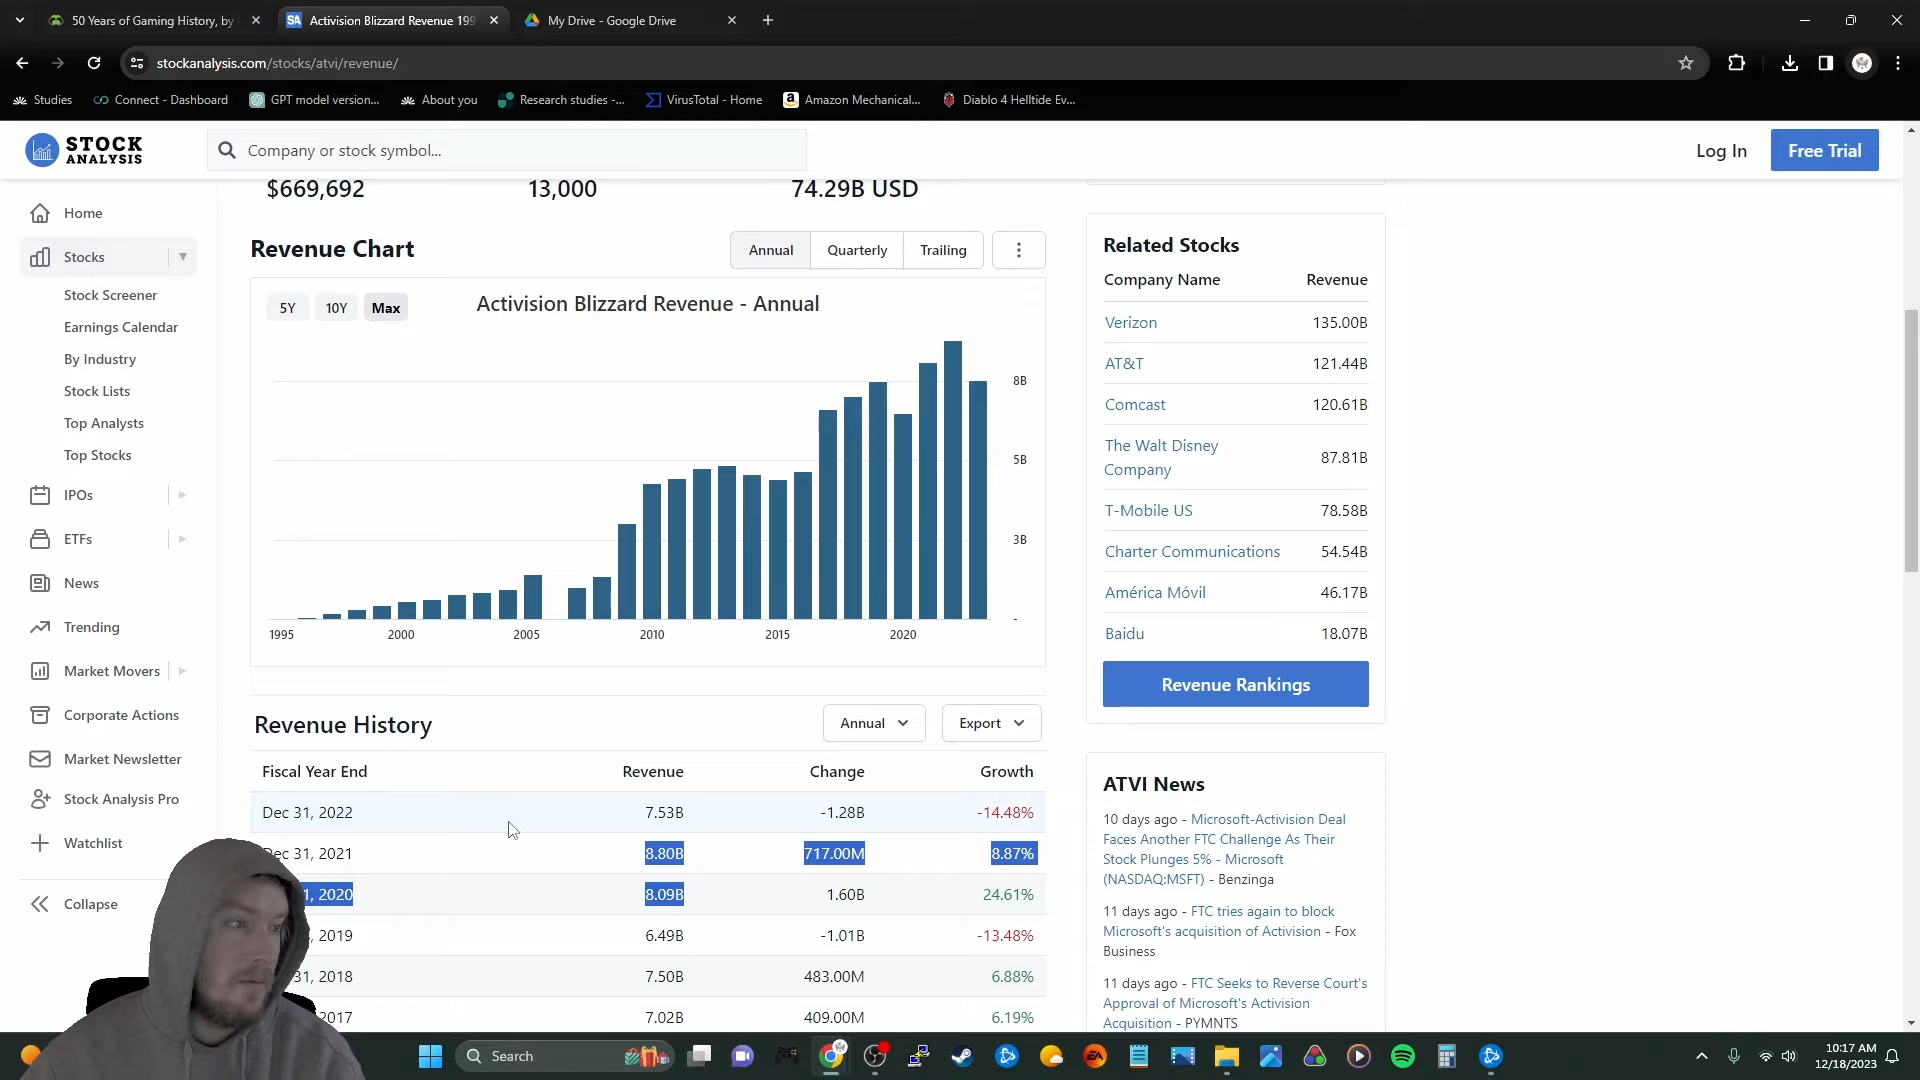 50 Years of Gaming History, by
Activision Blizzard Revenue 199
My Drive - Google Drive
stockanalysis.com/stocks/atvi/revenue/
Studies
Connect - Dashboard
GPT model version...
About you
Research studies -...
VirusTotal - Home
Amazon Mechanical...
Diablo 4 Helltide Ev...
STOCK
ANALYSIS
Company or stock symbol...
Log In
Free Trial
$669,692
13,000
74.29B USD
Home
Stocks
Stock Screener
Earnings Calendar
By Industry
Stock Lists
Top Analysts
Top Stocks
IPOs
ETFs
News
Trending
Market Movers
Corporate Actions
Market Newsletter
Stock Analysis Pro
Watchlist
Collapse
Revenue Chart
Annual
Quarterly
Trailing
5Y
10Y
Max
Activision Blizzard Revenue - Annual
8B
5B
3B
-
1995
2000
2005
2010
2015
2020
Revenue History
Annual
Export
Fiscal Year End Revenue Change Growth
Dec 31, 2022 7.53B -1.28B -14.48%
Dec 31, 2021 8.80B 717.00M 8.87%
1, 2020 8.09B 1.60B 24.61%
, 2019 6.49B -1.01B -13.48%
31, 2018 7.50B 483.00M 6.88%
2017 7.02B 409.00M 6.19%
Related Stocks
Company Name Revenue
Verizon 135.00B
AT&T 121.44B
Comcast 120.61B
The Walt Disney
Company 87.81B
T-Mobile US 78.58B
Charter Communications 54.54B
América Móvil 46.17B
Baidu 18.07B
Revenue Rankings
ATVI News
10 days ago - Microsoft-Activision Deal
Faces Another FTC Challenge As Their
Stock Plunges 5% - Microsoft
(NASDAQ:MSFT) - Benzinga
11 days ago - FTC tries again to block
Microsoft's acquisition of Activision - Fox
Business
11 days ago - FTC Seeks to Reverse Court's
Approval of Microsoft's Activision
Acquisition - PYMNTS
Search
10:17 AM
12/18/2023